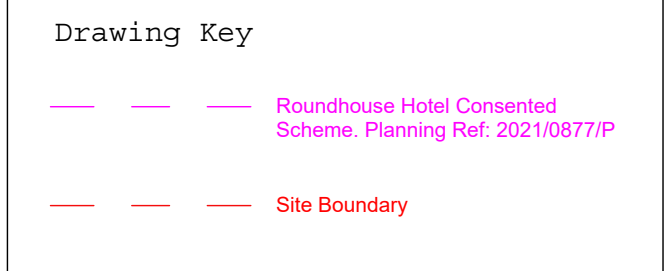 Drawing Key
Roundhouse Hotel Consented
Scheme. Planning Ref: 2021/0877/P
Site Boundary